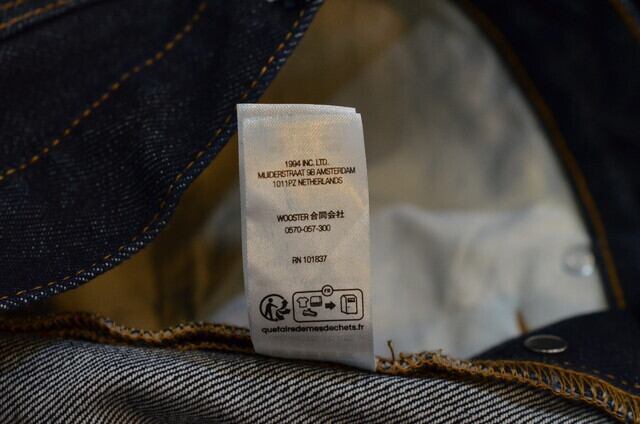 1994 INC. LTD.
MUIDERSTRAAT 9B AMSTERDAM
1011PZ NETHERLANDS
WOOSTER 合同会社
0570-057-300
RN 101837
FR
quefairedemesdechets.fr